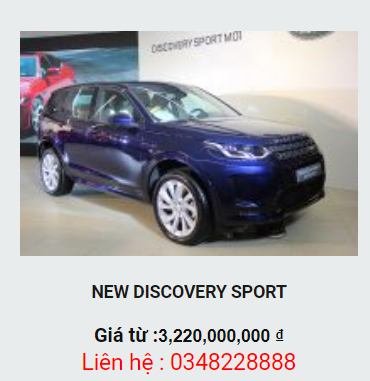 DISCOVERY SPORT MỚI
NEW DISCOVERY SPORT
Giá từ :3,220,000,000 ₫
Liên hệ : 0348228888